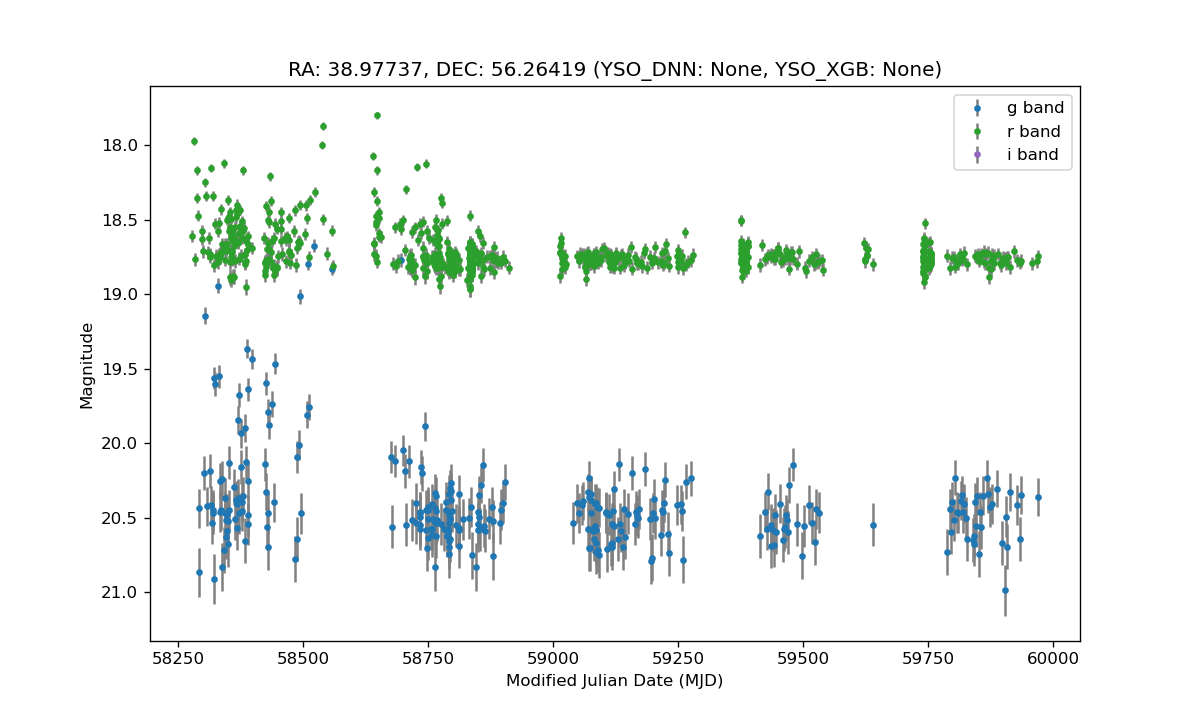 RA: 38.97737, DEC: 56.26419 (YSO_DNN: None, YSO_XGB: None)
g band
r band
i band
18.0
18.5
19.0
19.5
20.0
20.5
21.0
Magnitude
58250 58500 58750 59000 59250 59500 59750 60000
Modified Julian Date (MJD)